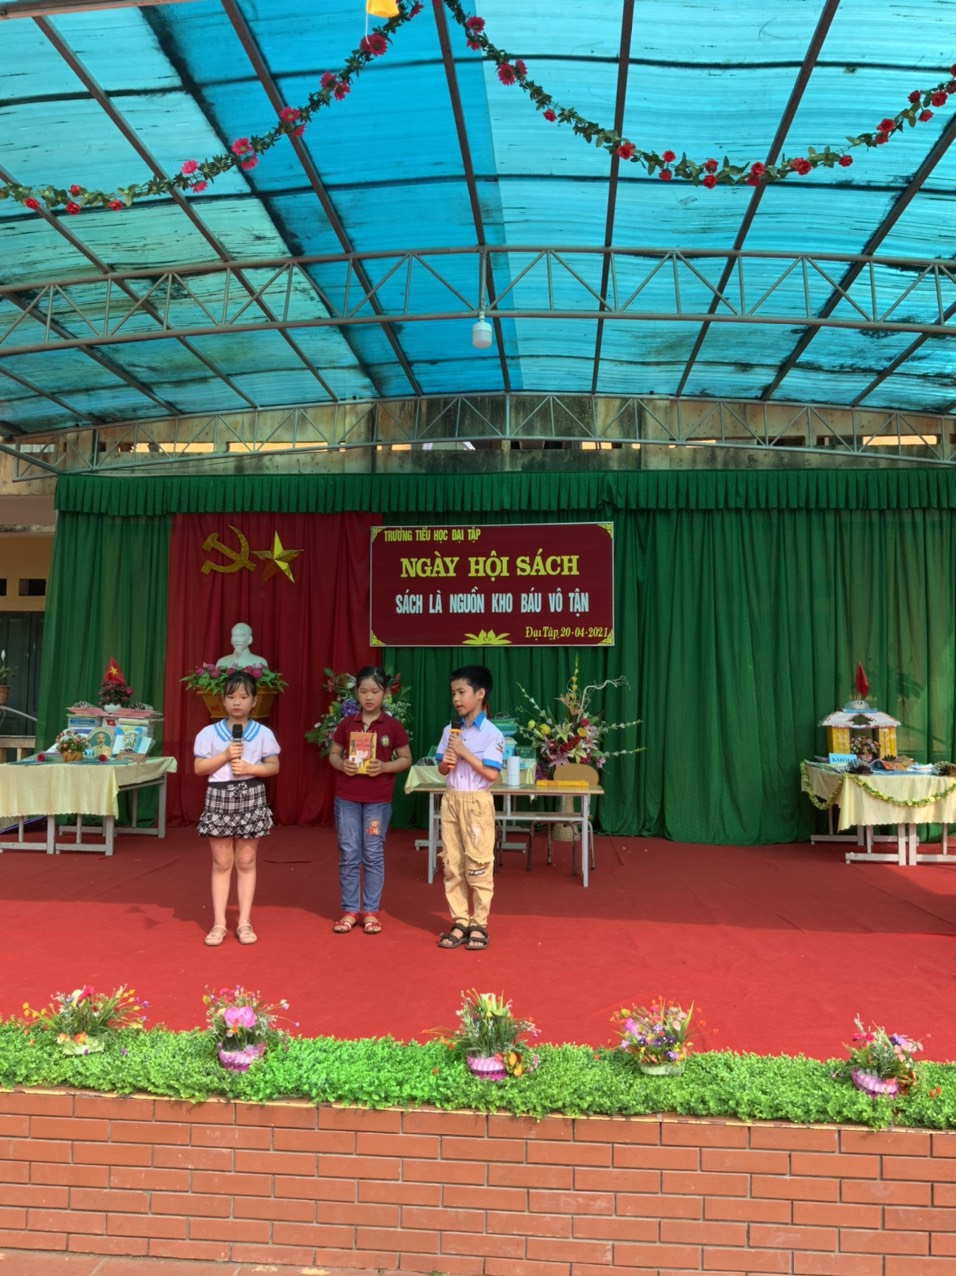 TRƯỜNG TIỂU HỌC ĐẠI TẬP
NGÀY HỘI SÁCH
SÁCH LÀ NGUỒN KHO BÁU VÔ TẬN
Đại Tập, 20-04-2021
KHỐI